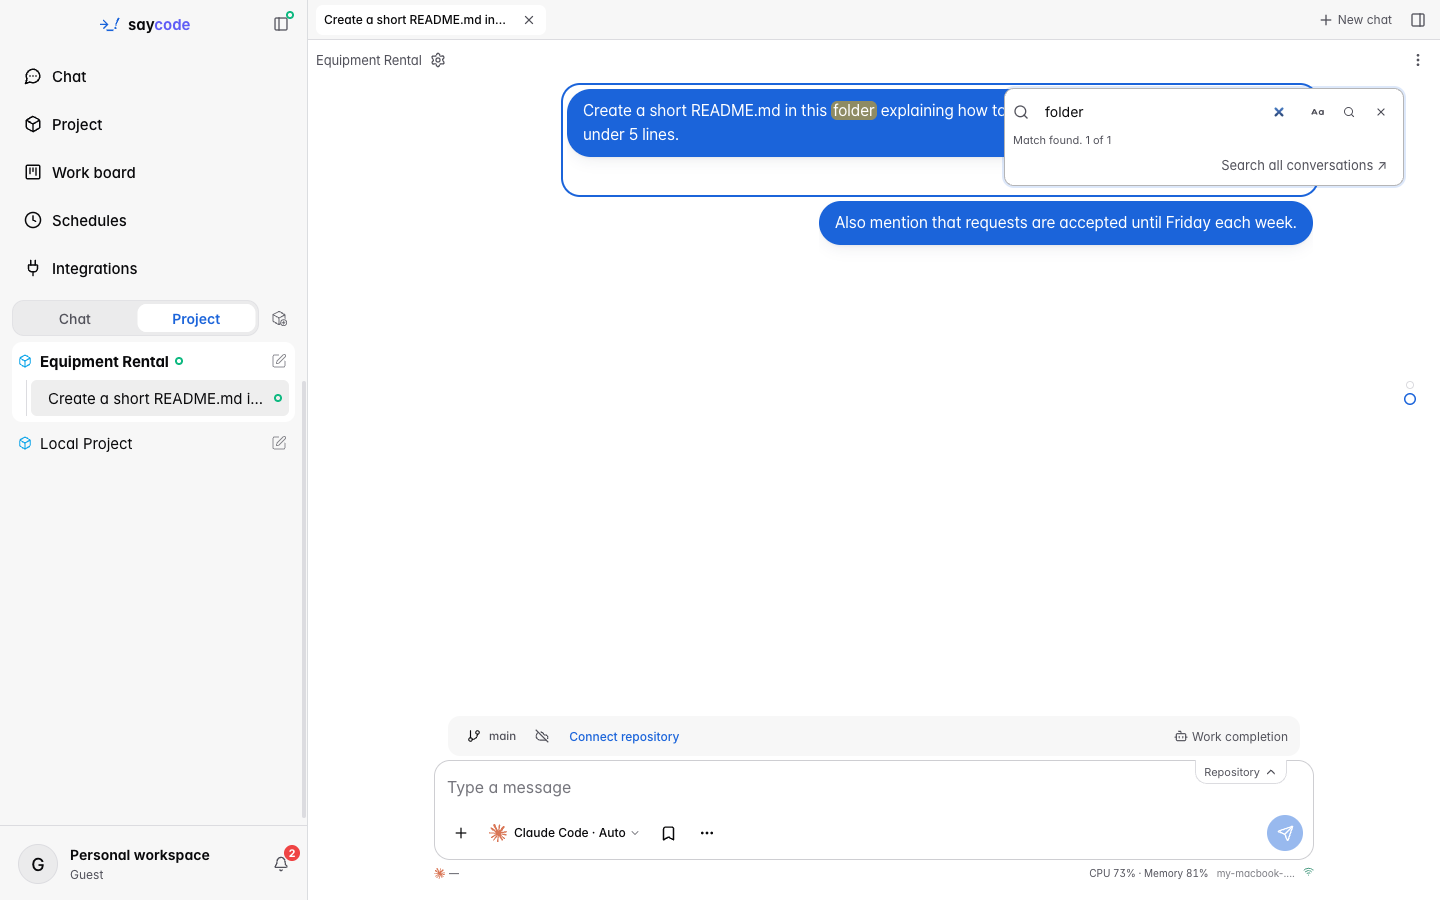 saycode
Chat
Project
Work board
Schedules
Integrations
Chat
Project
Equipment Rental
Create a short README.md i...
Local Project
G
Personal workspace
Guest
2
Create a short README.md in...
New chat
Equipment Rental
Create a short README.md in this folder explaining how to
under 5 lines.
folder
Aa
Match found. 1 of 1
Search all conversations
Also mention that requests are accepted until Friday each week.
main
Connect repository
Work completion
Repository
Type a message
Claude Code · Auto
—
CPU 73% · Memory 81%
my-macbook-....